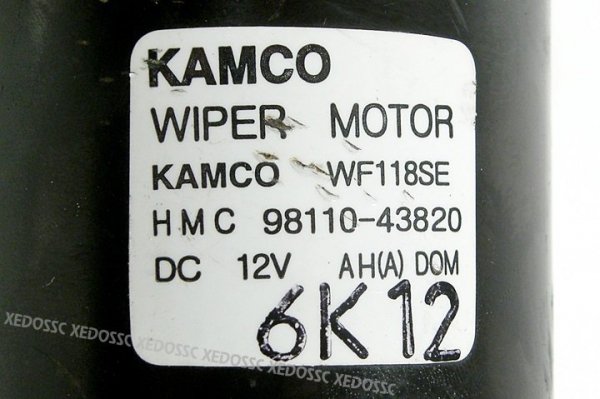 KAMCO
WIPER MOTOR
KAMCO WF118SE
HMC 98110-43820
DC 12V AH(A) DOM
6K12
XEDOSSC XEDOSSC XEDOSSC XEDOSSC XEDOSSC XEDOSSC